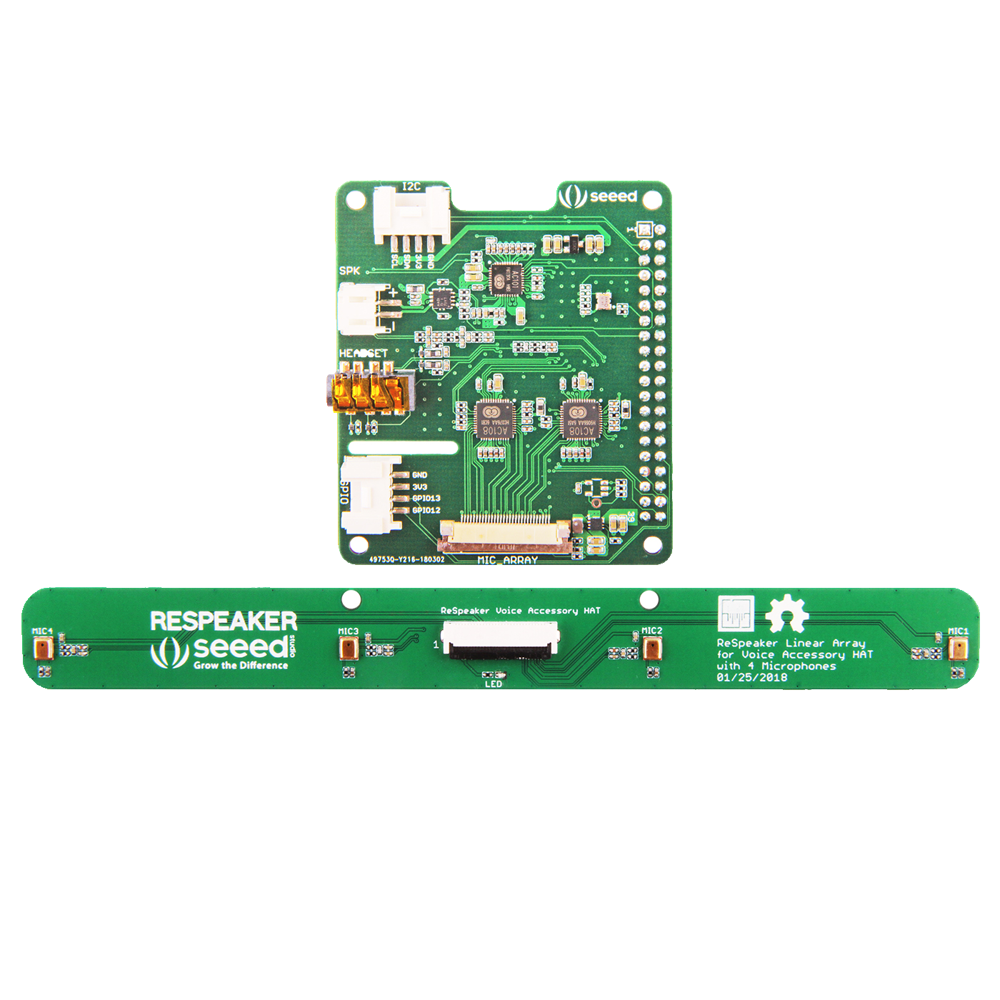 I2C
seeed
1
SCL
SDA
3V3
GND
SPK
+
-
AC101
HEADSET
AC108
AC108
GND
3V3
GPIO13
GPIO12
GPIO
39
497530-Y216-180302
MIC_ARRAY
ReSpeaker Voice Accessory HAT
RESPEAKER
seeed
studio
Grow the Difference
MIC4
MIC3
1
LED
MIC2
MIC1
ReSpeaker Linear Array
for Voice Accessory HAT
with 4 Microphones
01/25/2018